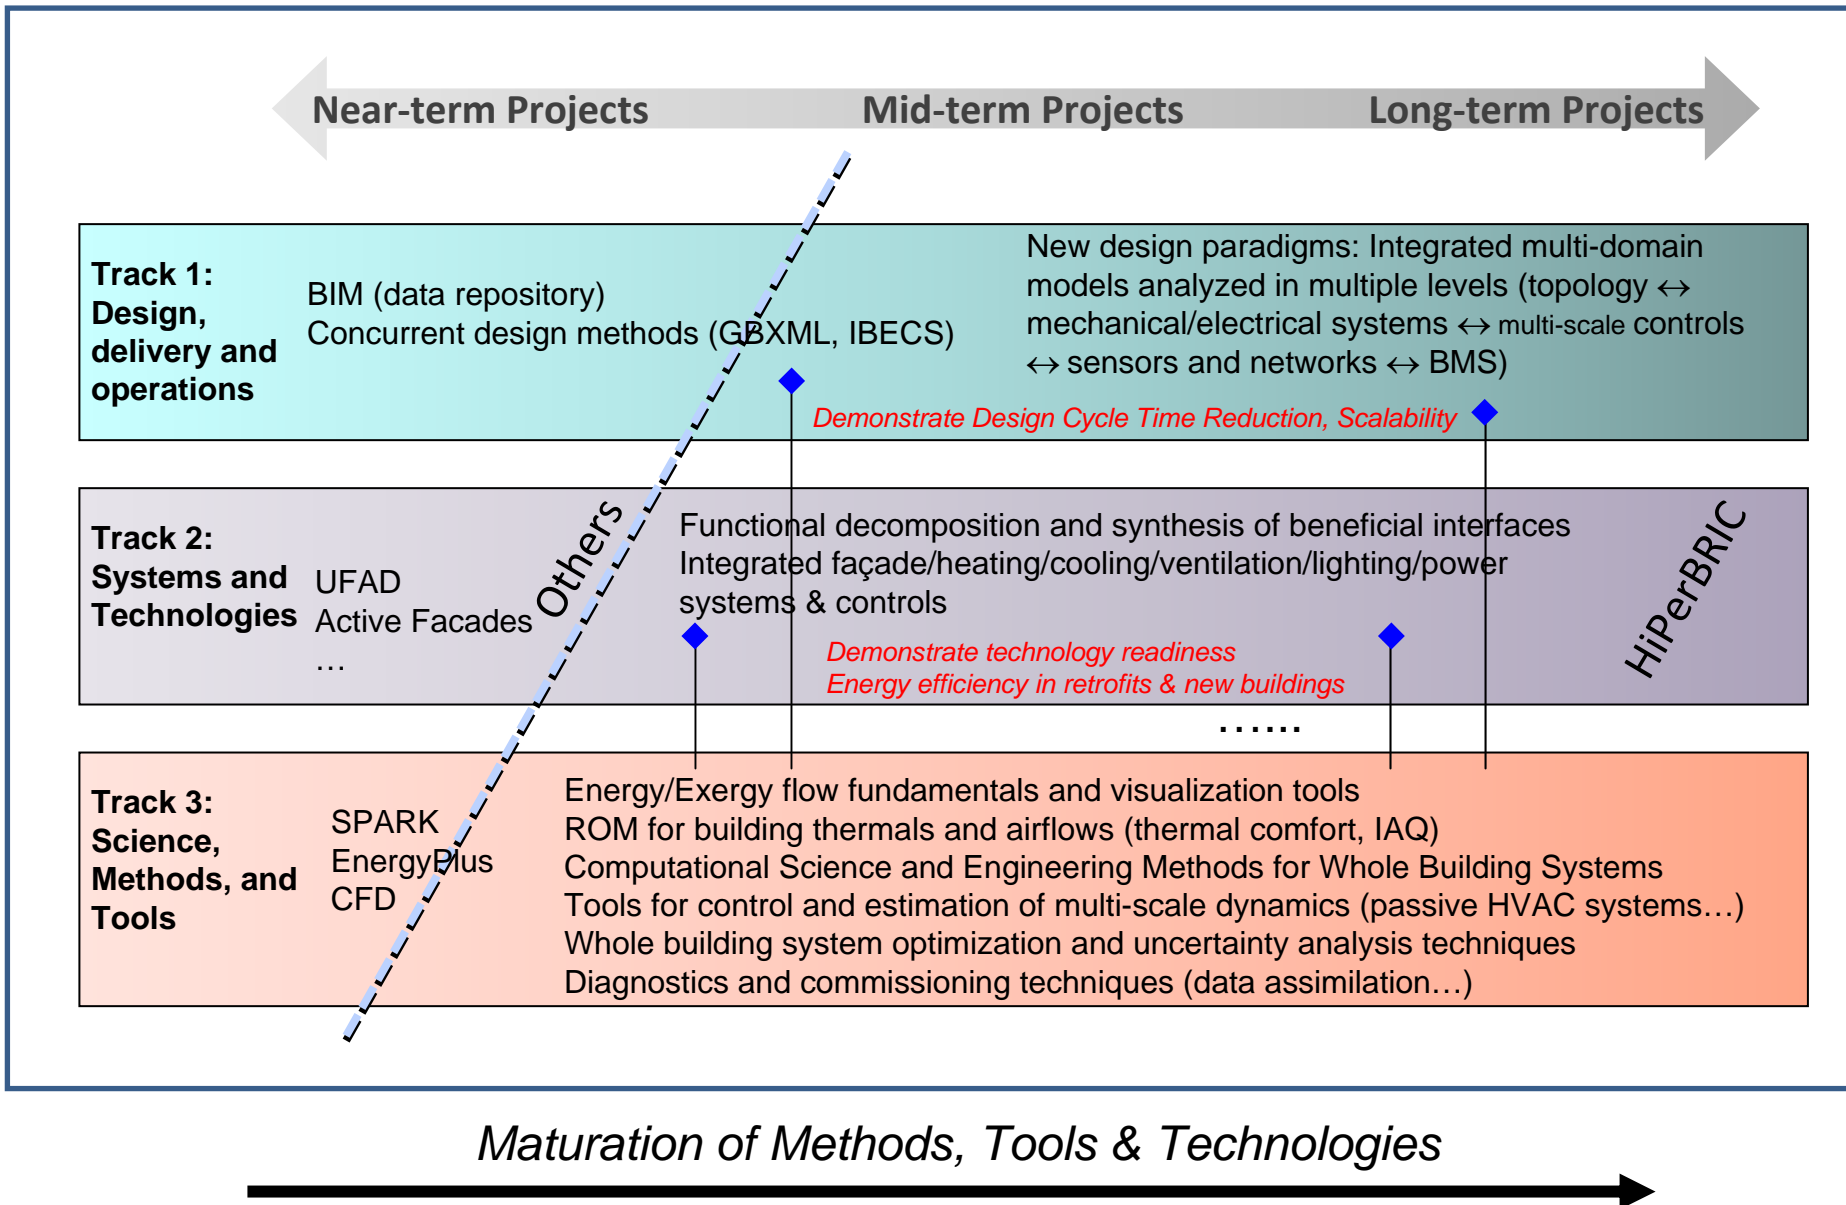 Near-term Projects
Mid-term Projects
Long-term Projects
Track 1:
Design,
delivery and
operations
BIM (data repository)
Concurrent design methods (GBXML, IBECS)
New design paradigms: Integrated multi-domain
models analyzed in multiple levels (topology ↔
mechanical/electrical systems ↔ multi-scale controls
↔ sensors and networks ↔ BMS)
Demonstrate Design Cycle Time Reduction, Scalability
Track 2:
Systems and
Technologies
UFAD
Active Facades
…
Others
Functional decomposition and synthesis of beneficial interfaces
Integrated façade/heating/cooling/ventilation/lighting/power
systems & controls
Demonstrate technology readiness
Energy efficiency in retrofits & new buildings
HiPerBRIC
…...
Track 3:
Science,
Methods, and
Tools
SPARK
EnergyPlus
CFD
Energy/Exergy flow fundamentals and visualization tools
ROM for building thermals and airflows (thermal comfort, IAQ)
Computational Science and Engineering Methods for Whole Building Systems
Tools for control and estimation of multi-scale dynamics (passive HVAC systems…)
Whole building system optimization and uncertainty analysis techniques
Diagnostics and commissioning techniques (data assimilation…)
Maturation of Methods, Tools & Technologies